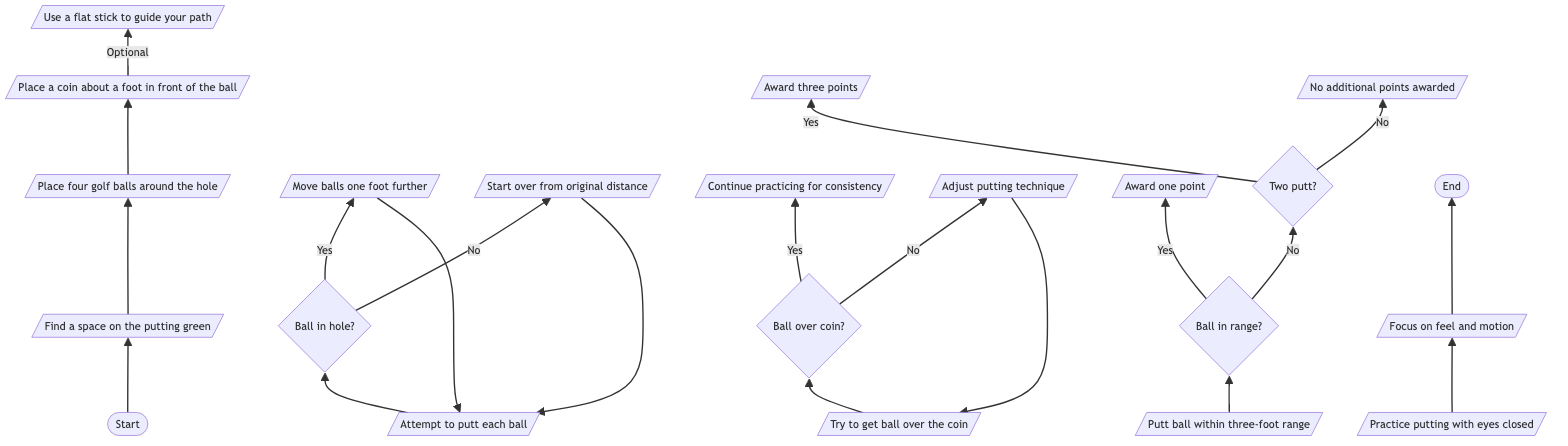 Use a flat stick to guide your path
Optional
Place a coin about a foot in front of the ball
Place four golf balls around the hole
Find a space on the putting green
Start
Move balls one foot further
Start over from original distance
Yes
No
Ball in hole?
Attempt to putt each ball
Continue practicing for consistency
Adjust putting technique
Yes
No
Ball over coin?
Try to get ball over the coin
Award three points
No additional points awarded
Yes
No
Award one point
Two putt?
Yes
No
Ball in range?
Putt ball within three-foot range
End
Focus on feel and motion
Practice putting with eyes closed